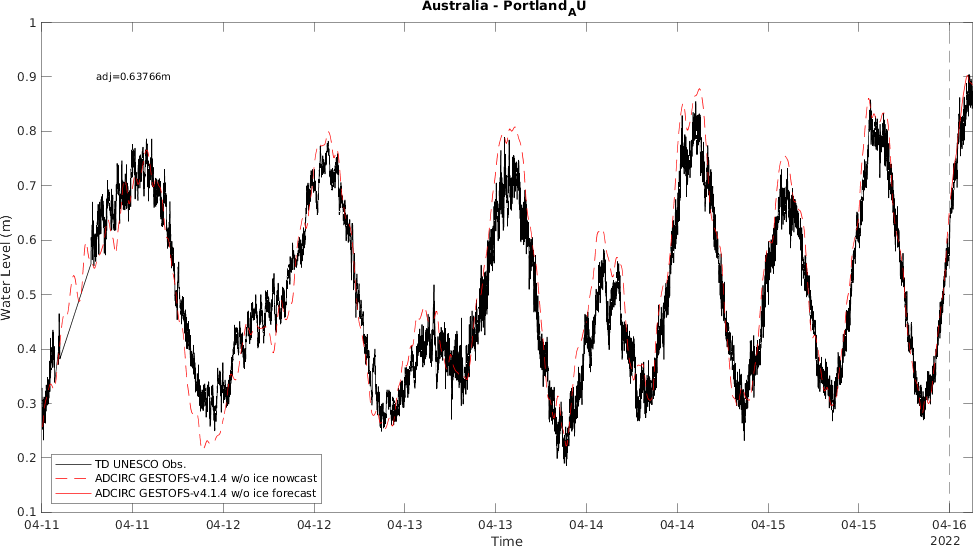 Australia - Portland_AU
adj=0.63766m
Water Level (m)
1
0.9
0.8
0.7
0.6
0.5
0.4
0.3
0.2
0.1
TD UNESCO Obs.
ADCIRC GESTOFS-v4.1.4 w/o ice nowcast
ADCIRC GESTOFS-v4.1.4 w/o ice forecast
04-11 04-11 04-12 04-12 04-13 04-13 04-14 04-14 04-15 04-15 04-16
Time
2022